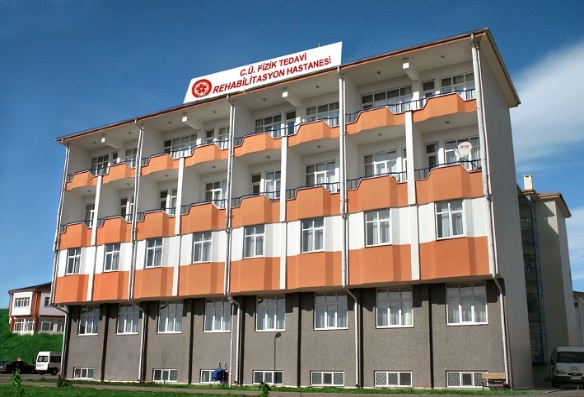 C.Ü. FİZİK TEDAVİ
REHABİLİTASYON HASTANESİ